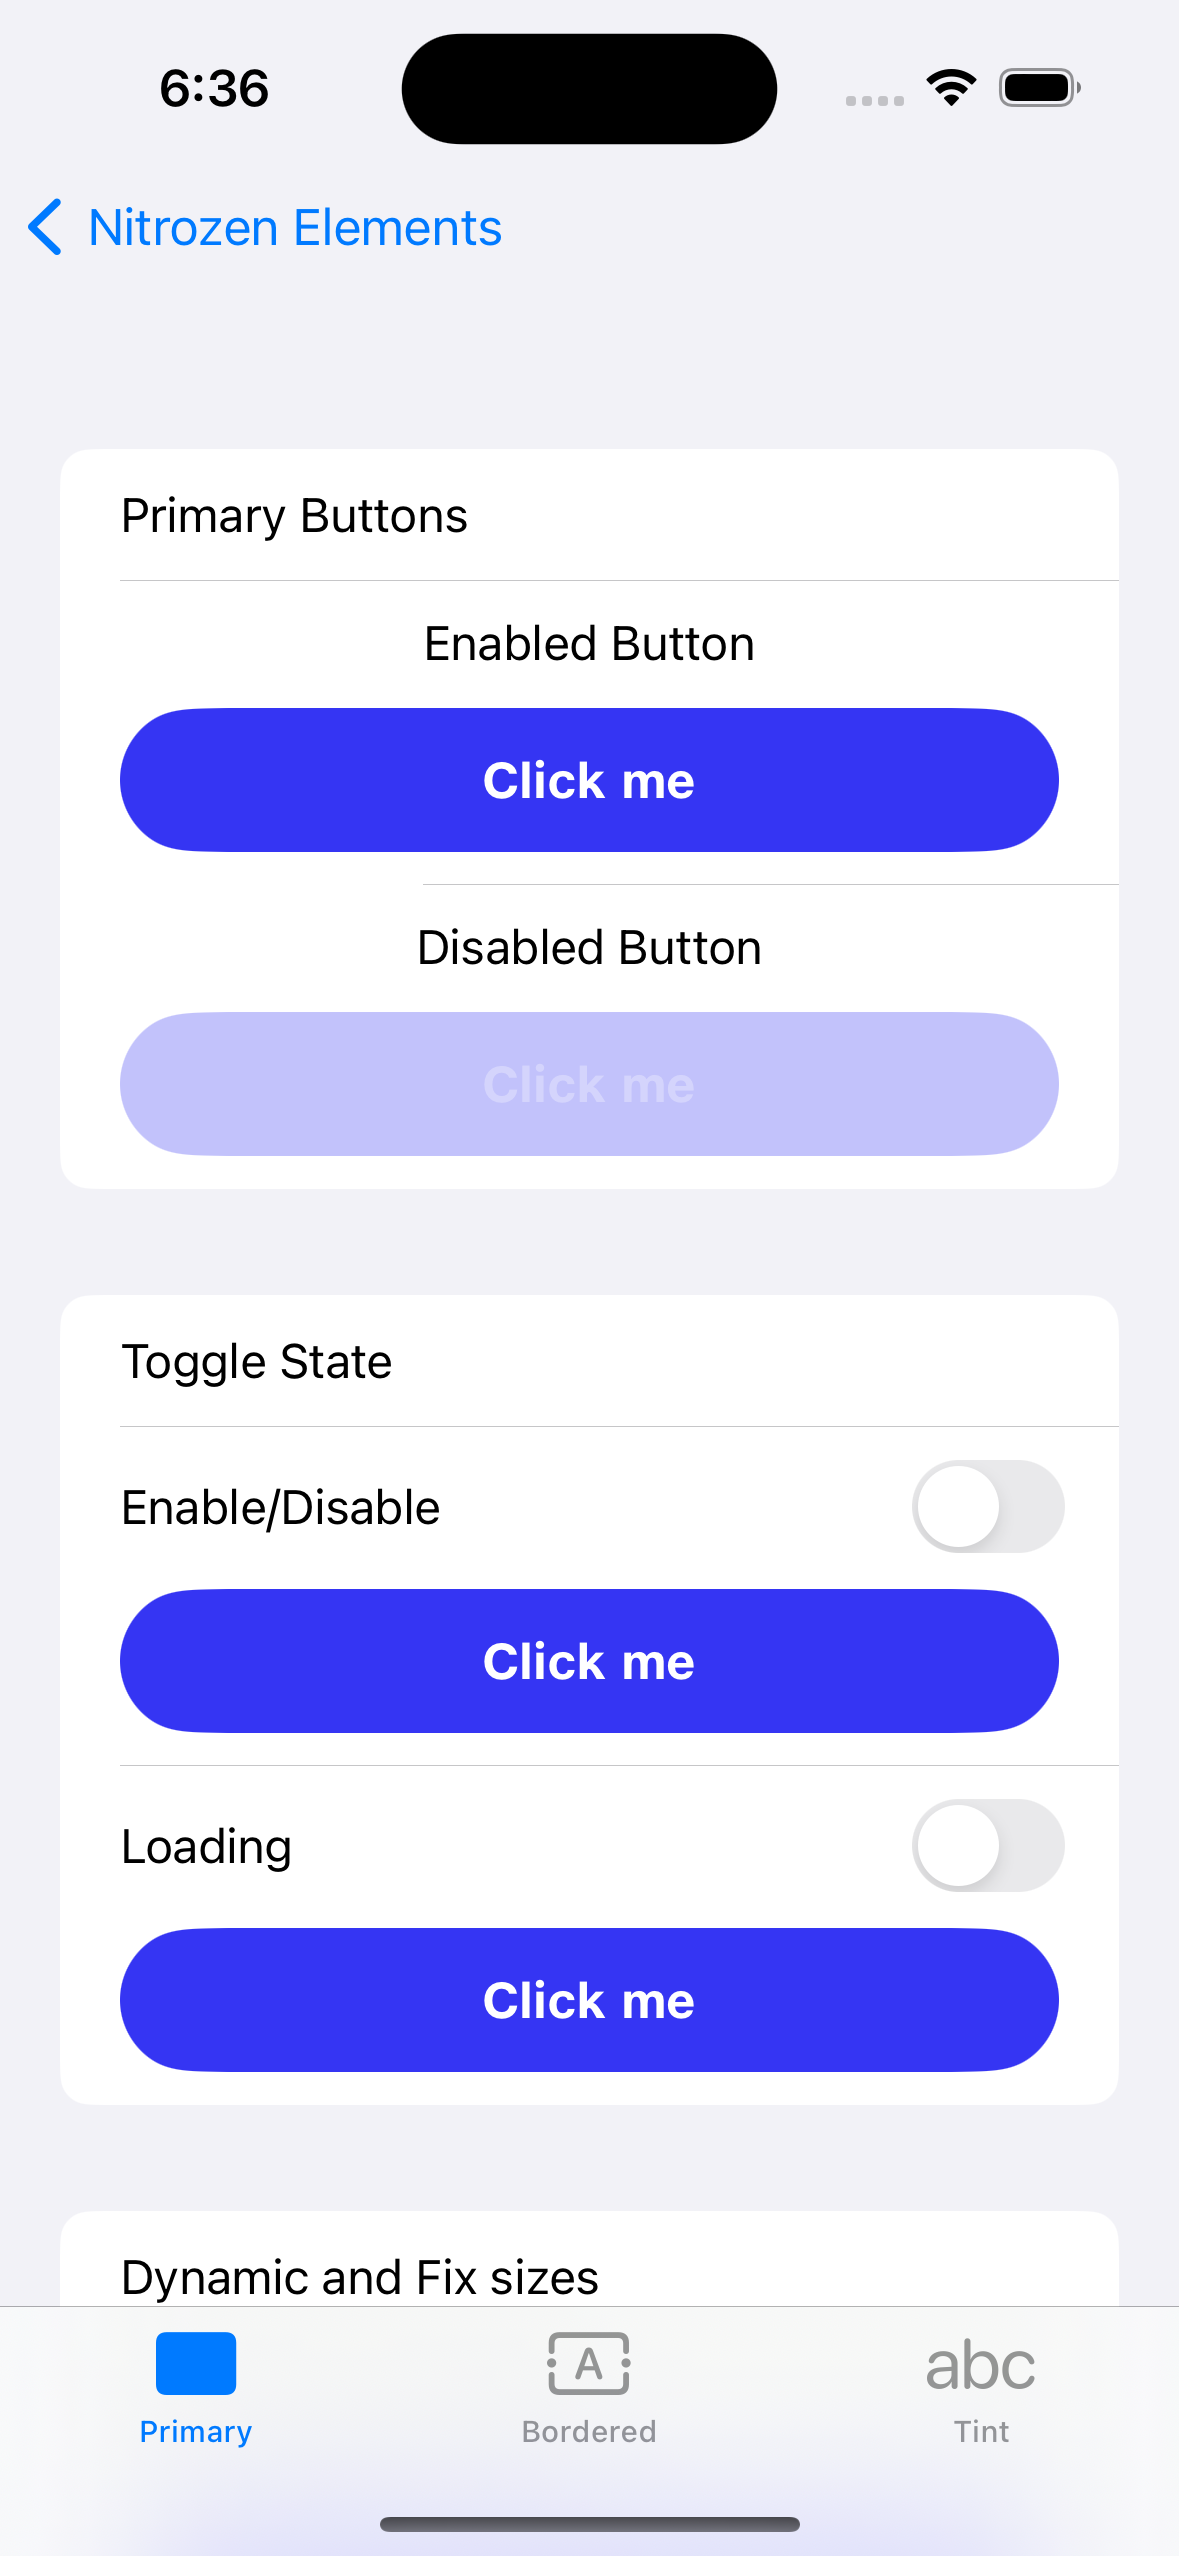 6:36
Nitrozen Elements
Primary Buttons
Enabled Button
Click me
Disabled Button
Click me
Toggle State
Enable/Disable
Click me
Loading
Click me
Dynamic and Fix sizes
A
abc
Primary
Bordered
Tint